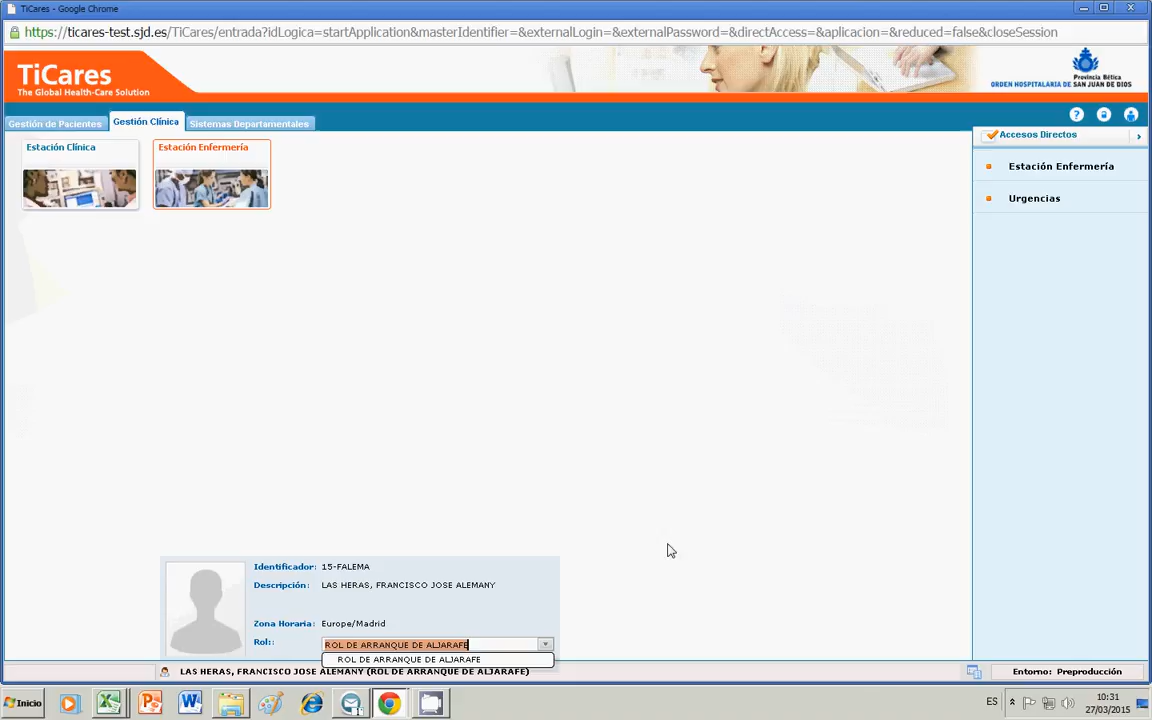 TiCares - Google Chrome
https://ticares-test.sjd.es/TiCares/entrada?idLogica=startApplication&masterIdentifier=&externalLogin=&externalPassword=&directAccess=&aplicacion=&reduced=false&closeSession
TiCares
The Global Health-Care Solution
Provincia Bética
ORDEN HOSPITALARIA DE SAN JUAN DE DIOS
Gestión de Pacientes
Gestión Clínica
Sistemas Departamentales
?
Accesos Directos
Estación Clínica
Estación Enfermería
Estación Enfermería
Urgencias
Identificador: 15-FALEMA
Descripción: LAS HERAS, FRANCISCO JOSE ALEMANY
Zona Horaria: Europe/Madrid
Rol:: ROL DE ARRANQUE DE ALJARAFE
ROL DE ARRANQUE DE ALJARAFE
LAS HERAS, FRANCISCO JOSE ALEMANY (ROL DE ARRANQUE DE ALJARAFE)
Entorno: Preproducción
Inicio
ES
10:31
27/03/2015